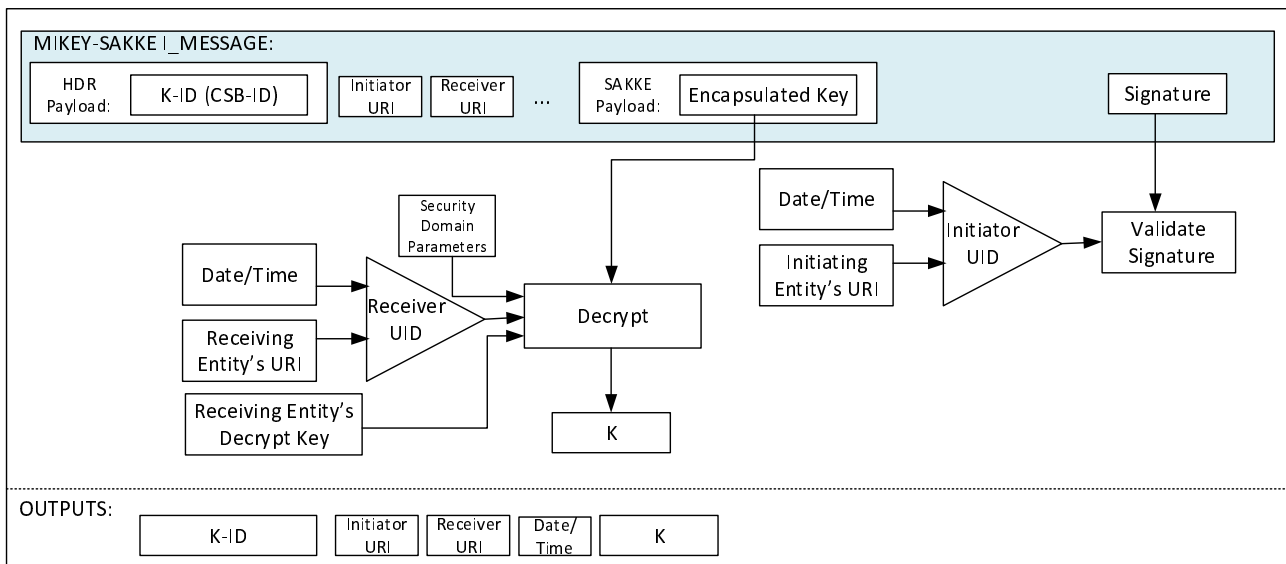 MIKEY-SAKKE I_MESSAGE:
HDR
Payload:
K-ID (CSB-ID)
Initiator
URI
Receiver
URI
...
SAKKE
Payload:
Encapsulated Key
Signature
Date/Time
Initiating
Entity's URI
Initiator
UID
Validate
Signature
Security
Domain
Parameters
Date/Time
Receiving
Entity's URI
Receiver
UID
Decrypt
Receiving Entity's
Decrypt Key
K
OUTPUTS:
K-ID
Initiator
URI
Receiver
URI
Date/
Time
K